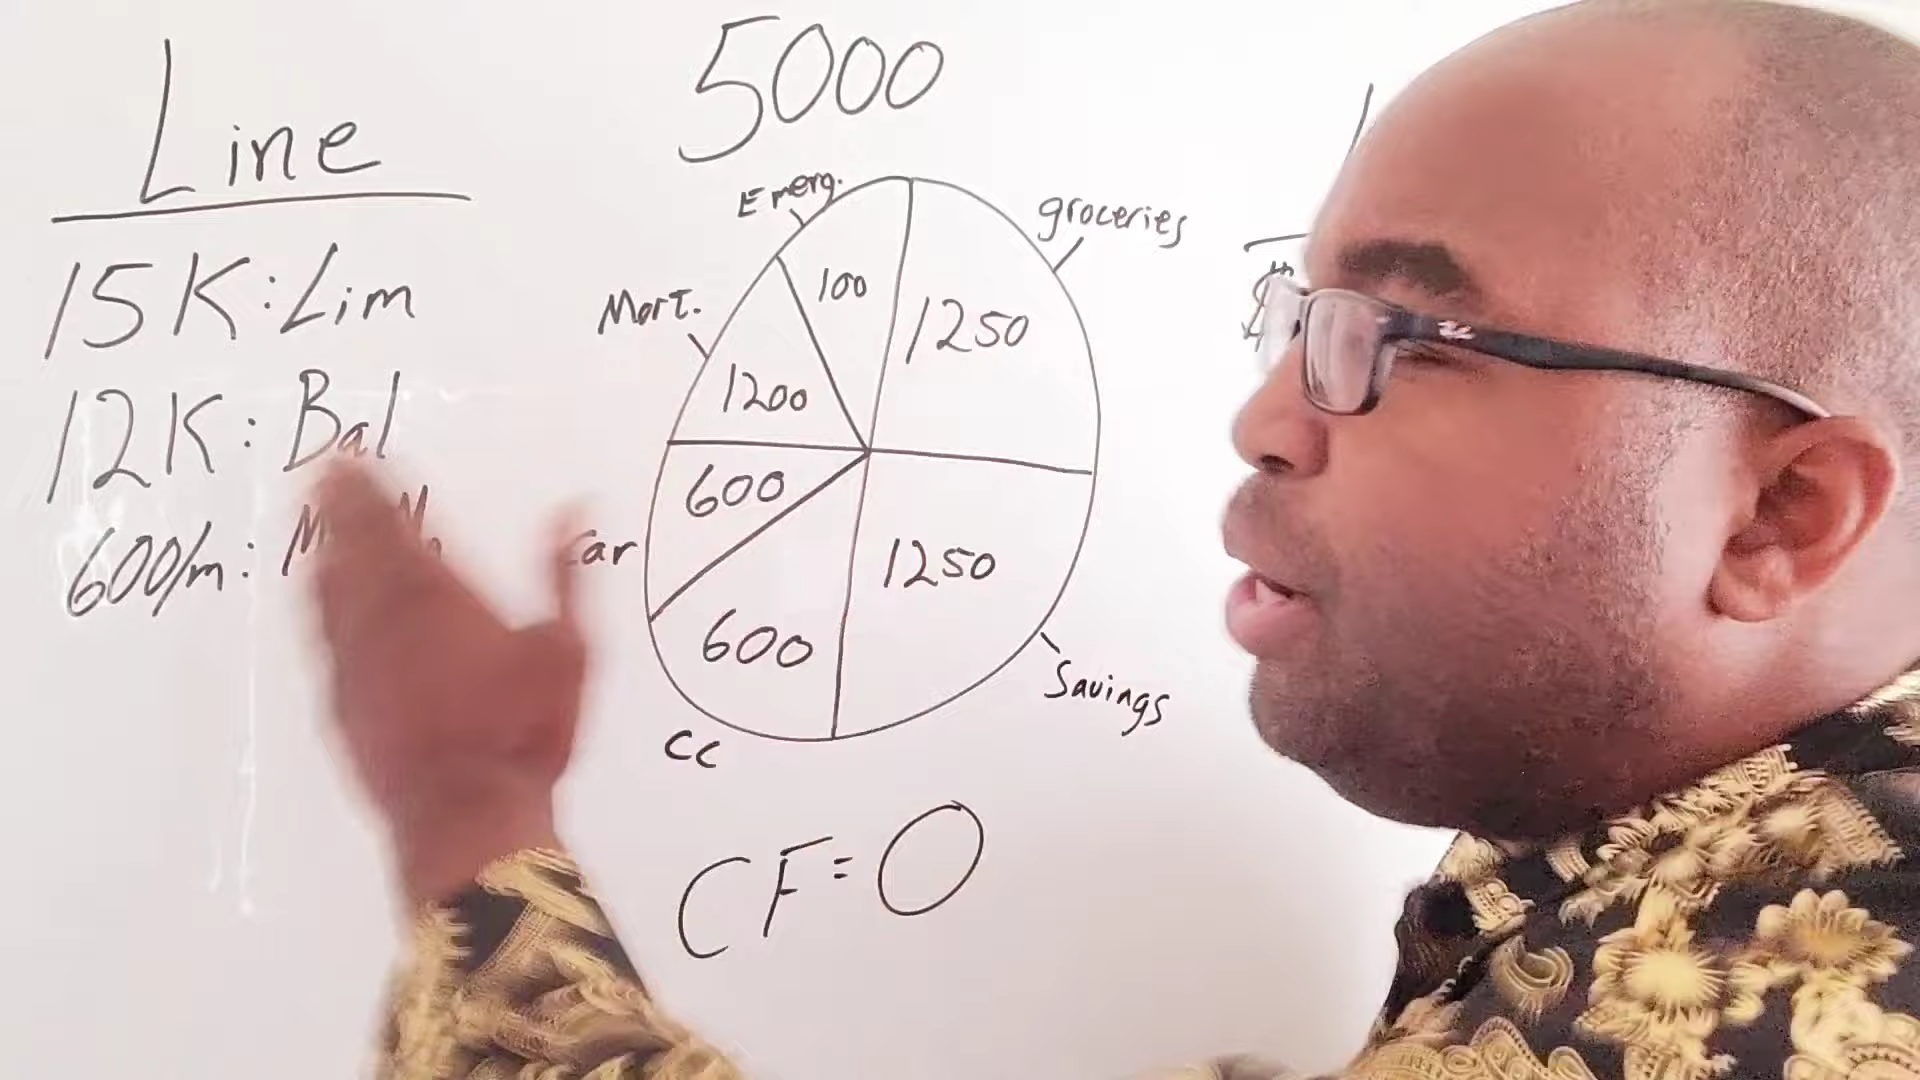 Line
15K: Lim
12K: Bal
600/m:
5000
Emerg.
100
groceries
1250
Mort.
1200
600
600
CC
1250
Savings
CF=0